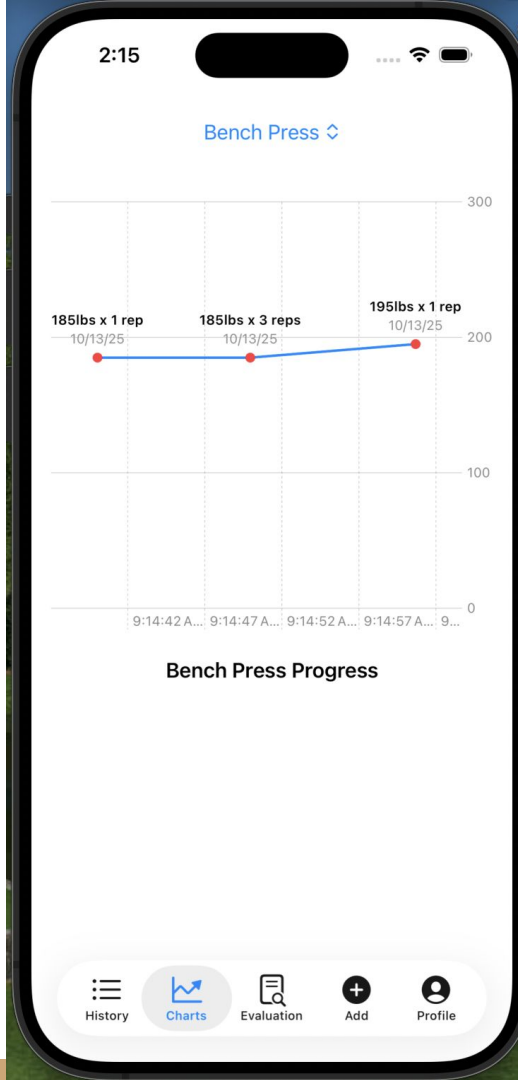 2:15
Bench Press
300
185lbs x 1 rep
10/13/25
185lbs x 3 reps
10/13/25
195lbs x 1 rep
10/13/25
200
100
0
9:14:42 A... 9:14:47 A... 9:14:52 A... 9:14:57 A... 9...
Bench Press Progress
History Charts Evaluation Add Profile